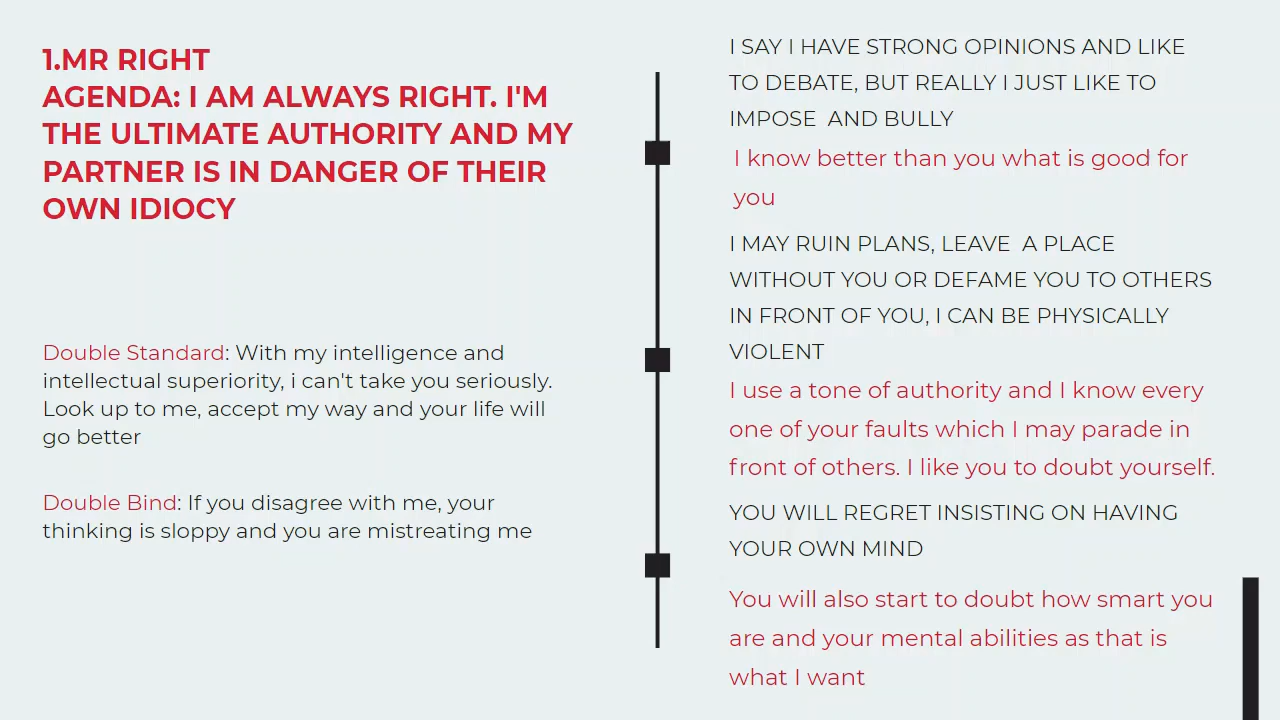 1.MR RIGHT
AGENDA: I AM ALWAYS RIGHT. I'M
THE ULTIMATE AUTHORITY AND MY
PARTNER IS IN DANGER OF THEIR
OWN IDIOCY
Double Standard: With my intelligence and
intellectual superiority, i can't take you seriously.
Look up to me, accept my way and your life will
go better
Double Bind: If you disagree with me, your
thinking is sloppy and you are mistreating me
I SAY I HAVE STRONG OPINIONS AND LIKE
TO DEBATE, BUT REALLY I JUST LIKE TO
IMPOSE  AND BULLY
I know better than you what is good for
you
I MAY RUIN PLANS, LEAVE  A PLACE
WITHOUT YOU OR DEFAME YOU TO OTHERS
IN FRONT OF YOU, I CAN BE PHYSICALLY
VIOLENT
I use a tone of authority and I know every
one of your faults which I may parade in
front of others. I like you to doubt yourself.
YOU WILL REGRET INSISTING ON HAVING
YOUR OWN MIND
You will also start to doubt how smart you
are and your mental abilities as that is
what I want